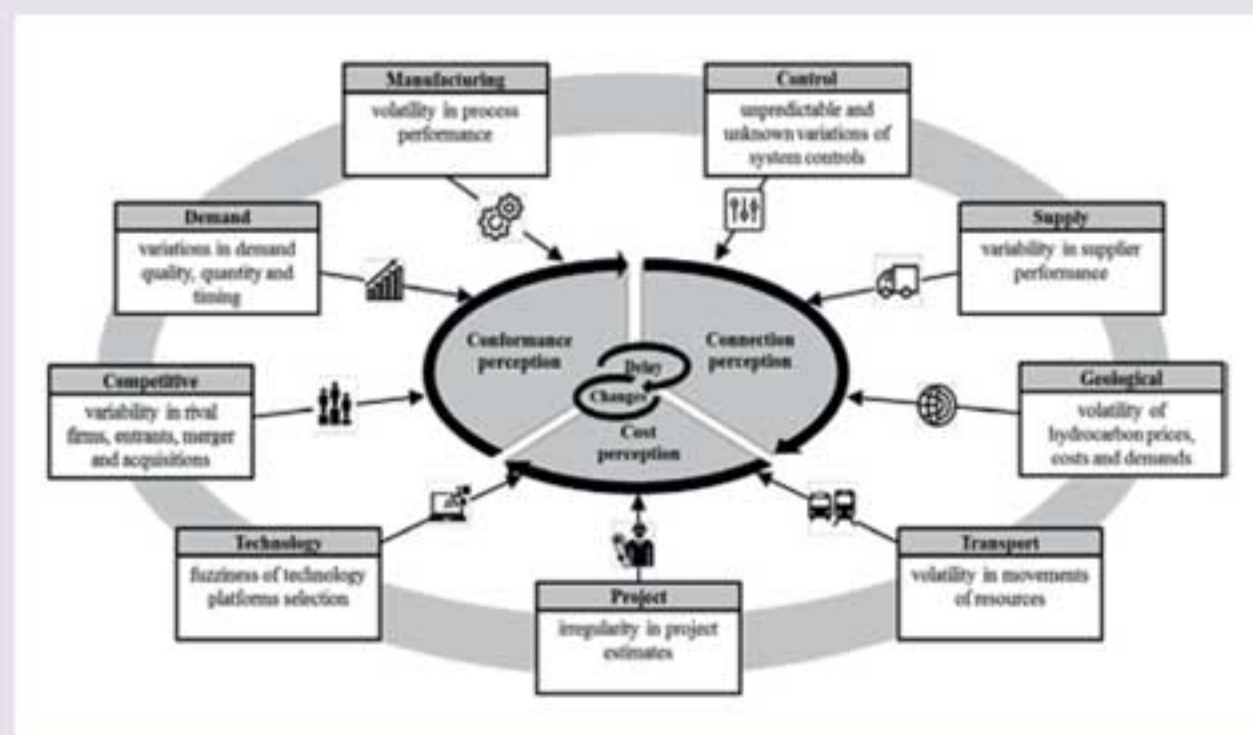 Manufacturing
volatility in process
performance
Control
unpredictable and
unknown variations of
system controls
Demand
variations in demand
quality, quantity and
timing
Supply
variability in supplier
performance
Conformance
perception
Connection
perception
Delay
Changes
Cost
perception
Competitive
variability in rival
firms, entrants, merger
and acquisitions
Geological
volatility of
hydrocarbon prices,
costs and demands
Technology
fuzziness of technology
platforms selection
Project
irregularity in project
estimates
Transport
volatility in movements
of resources